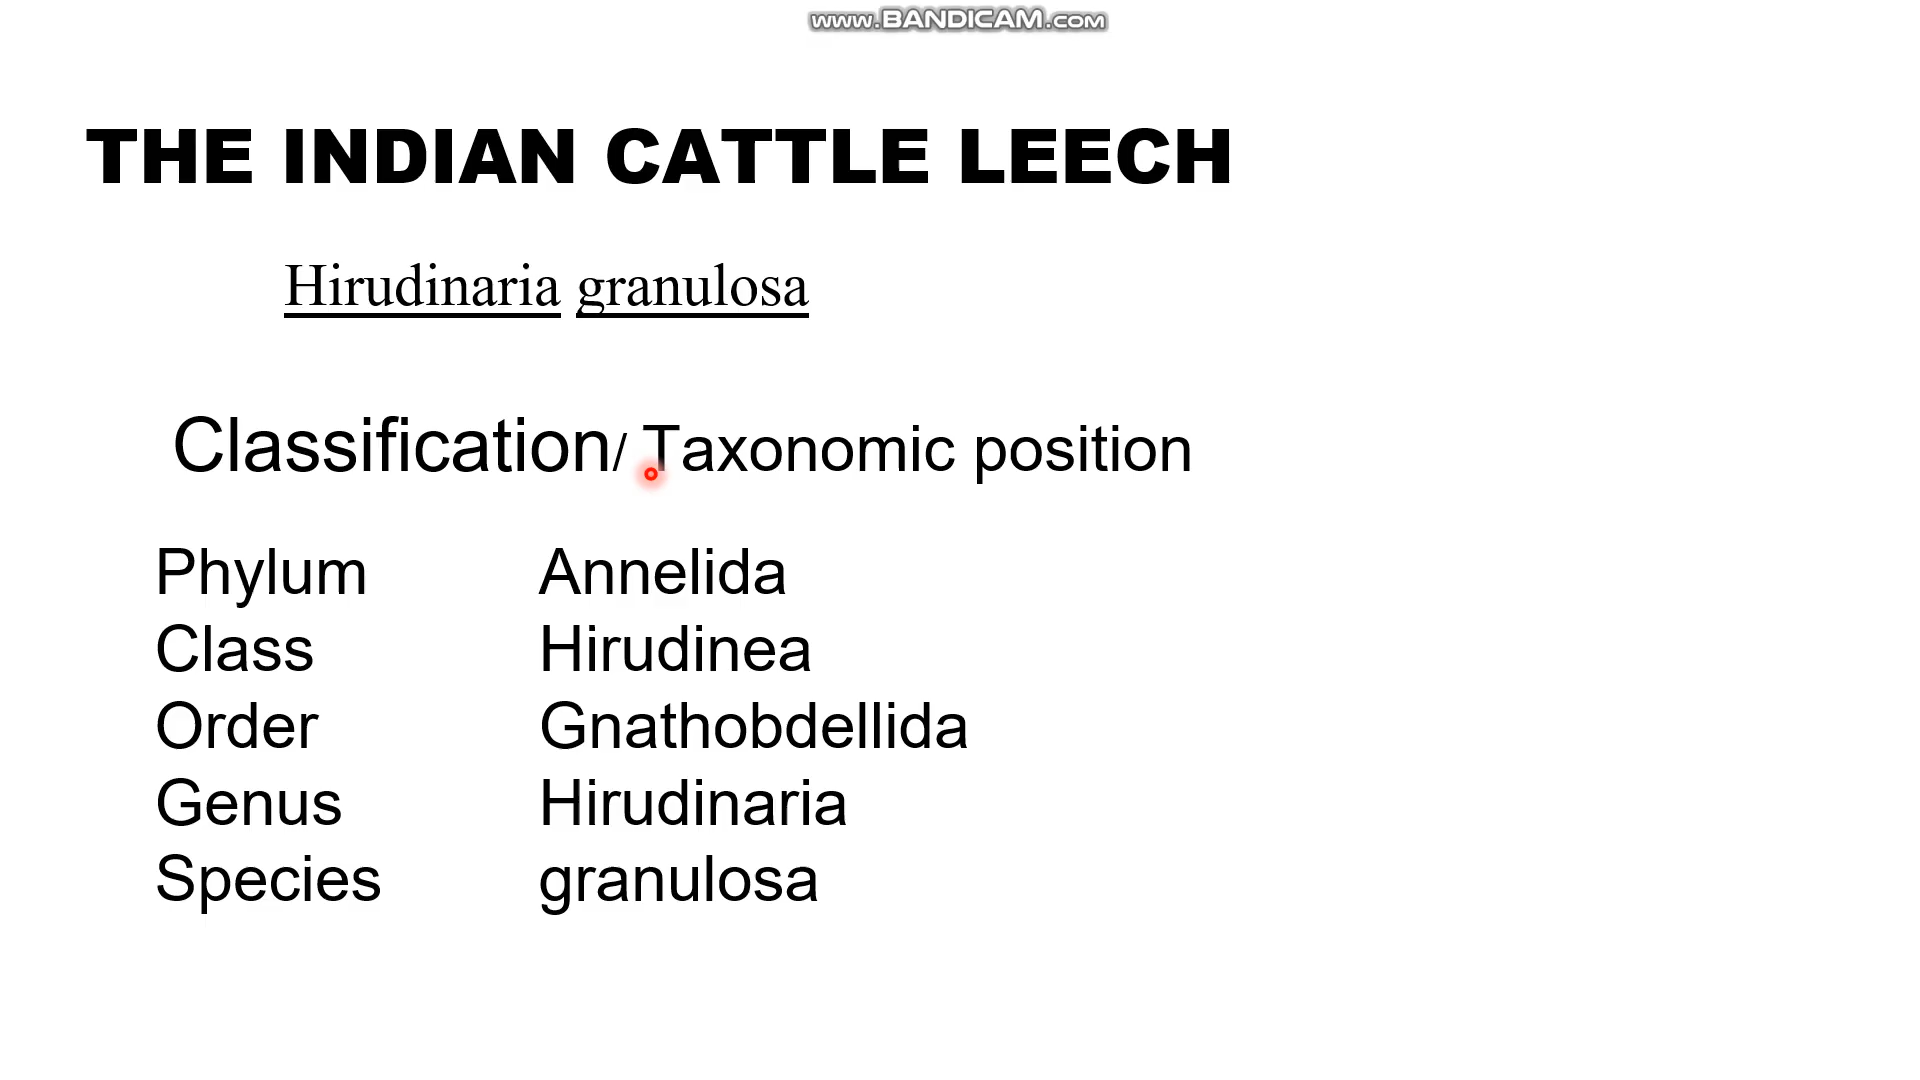 www.BANDICAM.com
THE INDIAN CATTLE LEECH
Hirudinaria granulosa
Classification/ Taxonomic position
Phylum Annelida
Class Hirudinea
Order Gnathobdellida
Genus Hirudinaria
Species granulosa